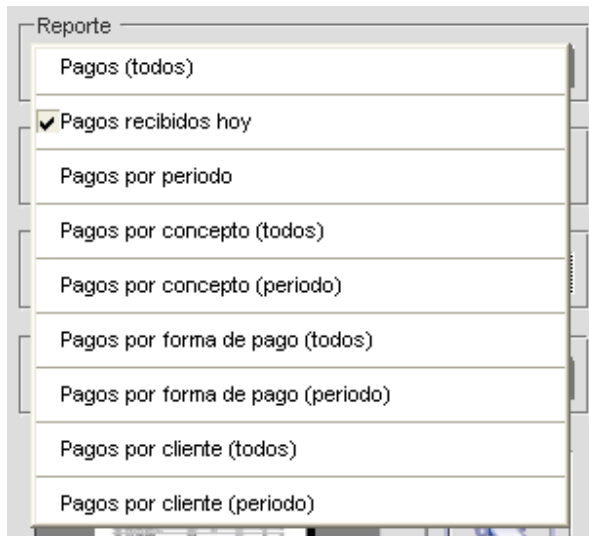 Reporte
Pagos (todos)
Pagos recibidos hoy
Pagos por periodo
Pagos por concepto (todos)
Pagos por concepto (periodo)
Pagos por forma de pago (todos)
Pagos por forma de pago (periodo)
Pagos por cliente (todos)
Pagos por cliente (periodo)